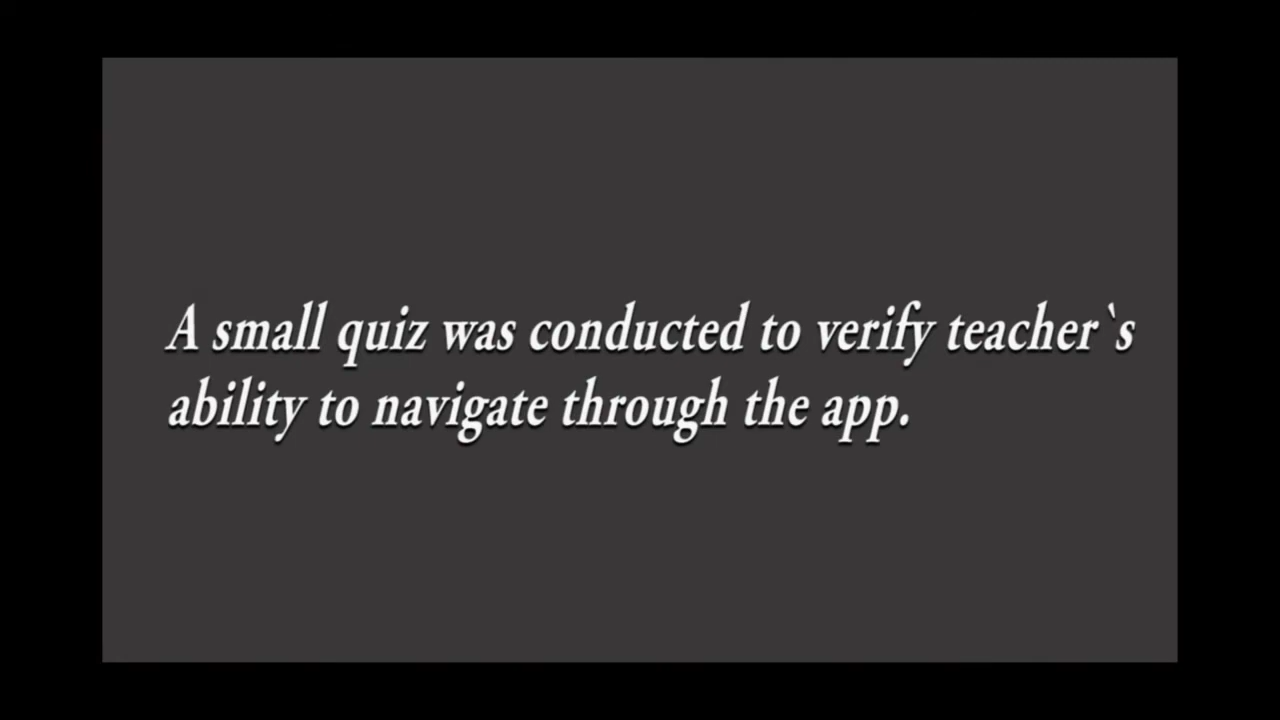 A small quiz was conducted to verify teacher`s
ability to navigate through the app.